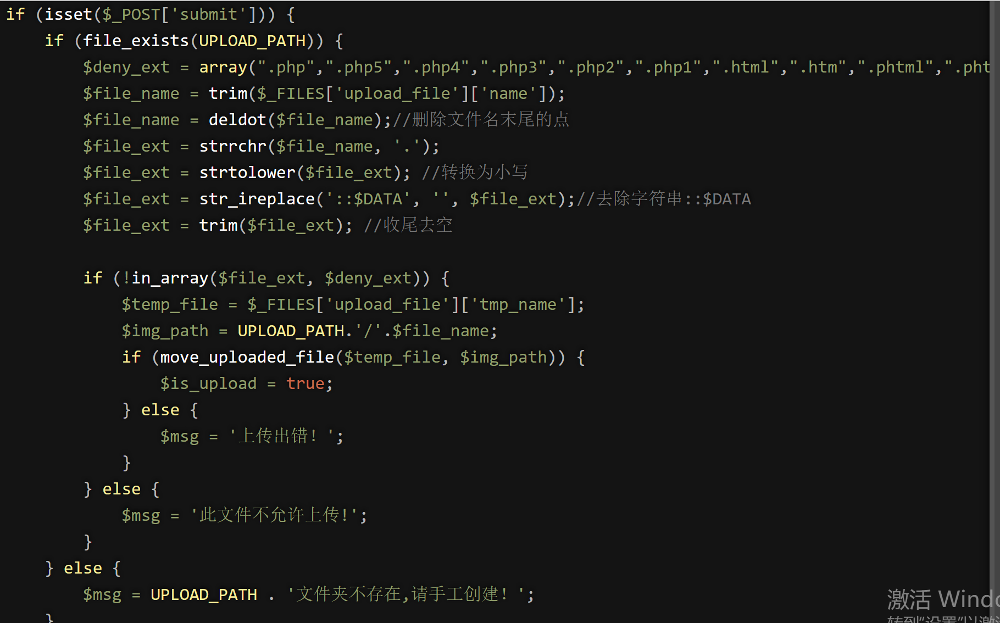 if (isset($_POST['submit'])) {
    if (file_exists(UPLOAD_PATH)) {
        $deny_ext = array(".php",".php5",".php4",".php3",".php2",".php1",".html",".htm",".phtml",".pht
        $file_name = trim($_FILES['upload_file']['name']);
        $file_name = deldot($file_name);//删除文件名末尾的点
        $file_ext = strrchr($file_name, '.');
        $file_ext = strtolower($file_ext); //转换为小写
        $file_ext = str_ireplace('::$DATA', '', $file_ext);//去除字符串::$DATA
        $file_ext = trim($file_ext); //收尾去空
        if (!in_array($file_ext, $deny_ext)) {
            $temp_file = $_FILES['upload_file']['tmp_name'];
            $img_path = UPLOAD_PATH.'/'.$file_name;
            if (move_uploaded_file($temp_file, $img_path)) {
                $is_upload = true;
            } else {
                $msg = '上传出错！';
            }
        } else {
            $msg = '此文件不允许上传!';
        }
    } else {
        $msg = UPLOAD_PATH . '文件夹不存在,请手工创建！';
    }
激活 Windo
转到“设置”以激